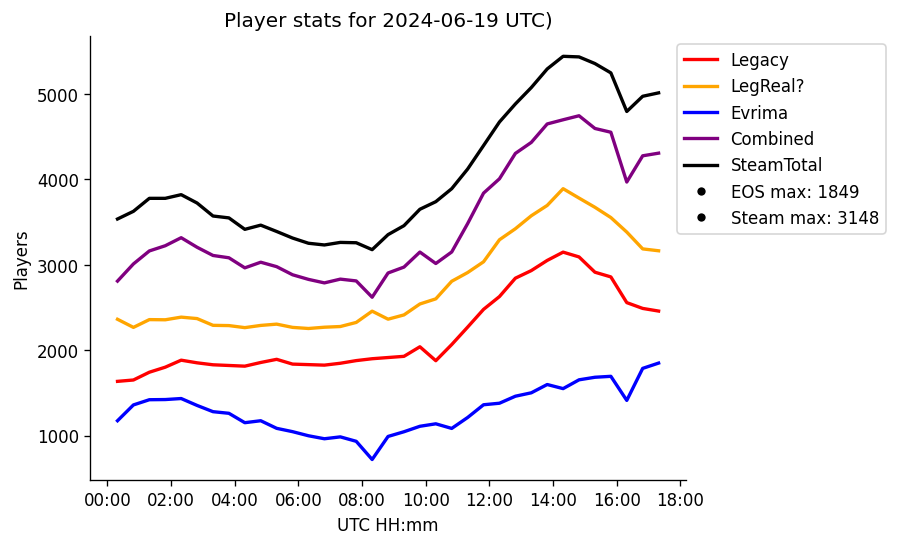 Player stats for 2024-06-19 UTC)
Legacy
LegReal?
Evrima
Combined
SteamTotal
EOS max: 1849
Steam max: 3148
Players
5000
4000
3000
2000
1000
00:00 02:00 04:00 06:00 08:00 10:00 12:00 14:00 16:00 18:00
UTC HH:mm